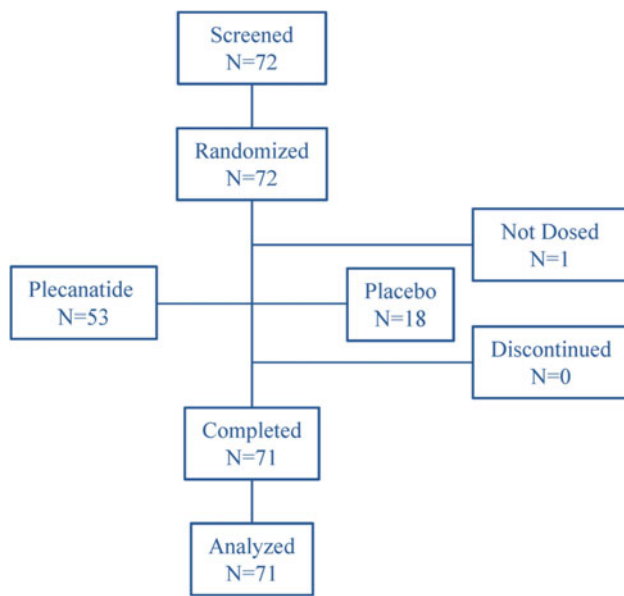 Screened
N=72
Randomized
N=72
Not Dosed
N=1
Plecanatide
N=53
Placebo
N=18
Discontinued
N=0
Completed
N=71
Analyzed
N=71